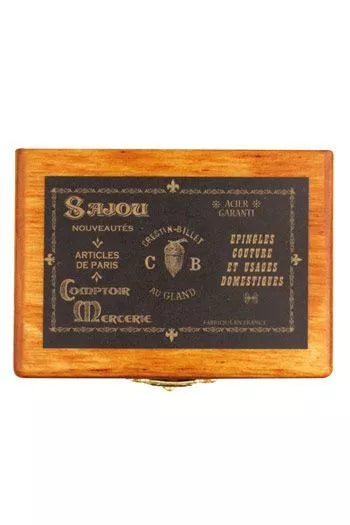 SAJOU
NOUVEAUTÉS
ARTICLES
DE PARIS
COMPTOIR
MERCERIE
CRESTIN-BILLET
C B
AU GLAND
ACIER
GARANTI
EPINGLES
COUTURE
ET USAGES
DOMESTIQUES
FABRIQUÉ EN FRANCE